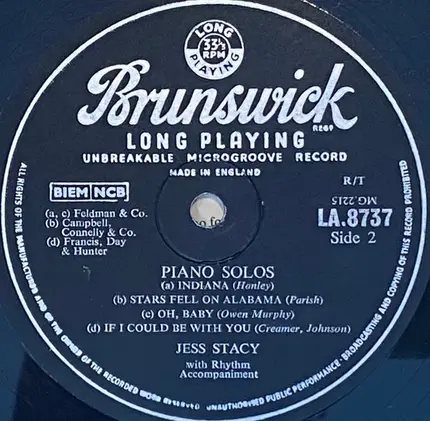 LONG
33⅓
RPM
PLAYING
Brunswick
REGD
LONG PLAYING
UNBREAKABLE MICROGROOVE RECORD
MADE IN ENGLAND
BIEM NCB
R/T
MG.2215
LA.8737
Side 2
(a, c) Feldman & Co.
(b) Campbell,
Connelly & Co.
(d) Francis, Day
& Hunter
PIANO SOLOS
(a) INDIANA (Hanley)
(b) STARS FELL ON ALABAMA (Parish)
(c) OH, BABY (Owen Murphy)
(d) IF I COULD BE WITH YOU (Creamer, Johnson)
JESS STACY
with Rhythm
Accompaniment
ALL RIGHTS OF THE MANUFACTURER AND OF THE OWNER OF THE RECORDED WORK RESERVED UNAUTHORISED PUBLIC PERFORMANCE · BROADCASTING AND COPYING OF THIS RECORD PROHIBITED